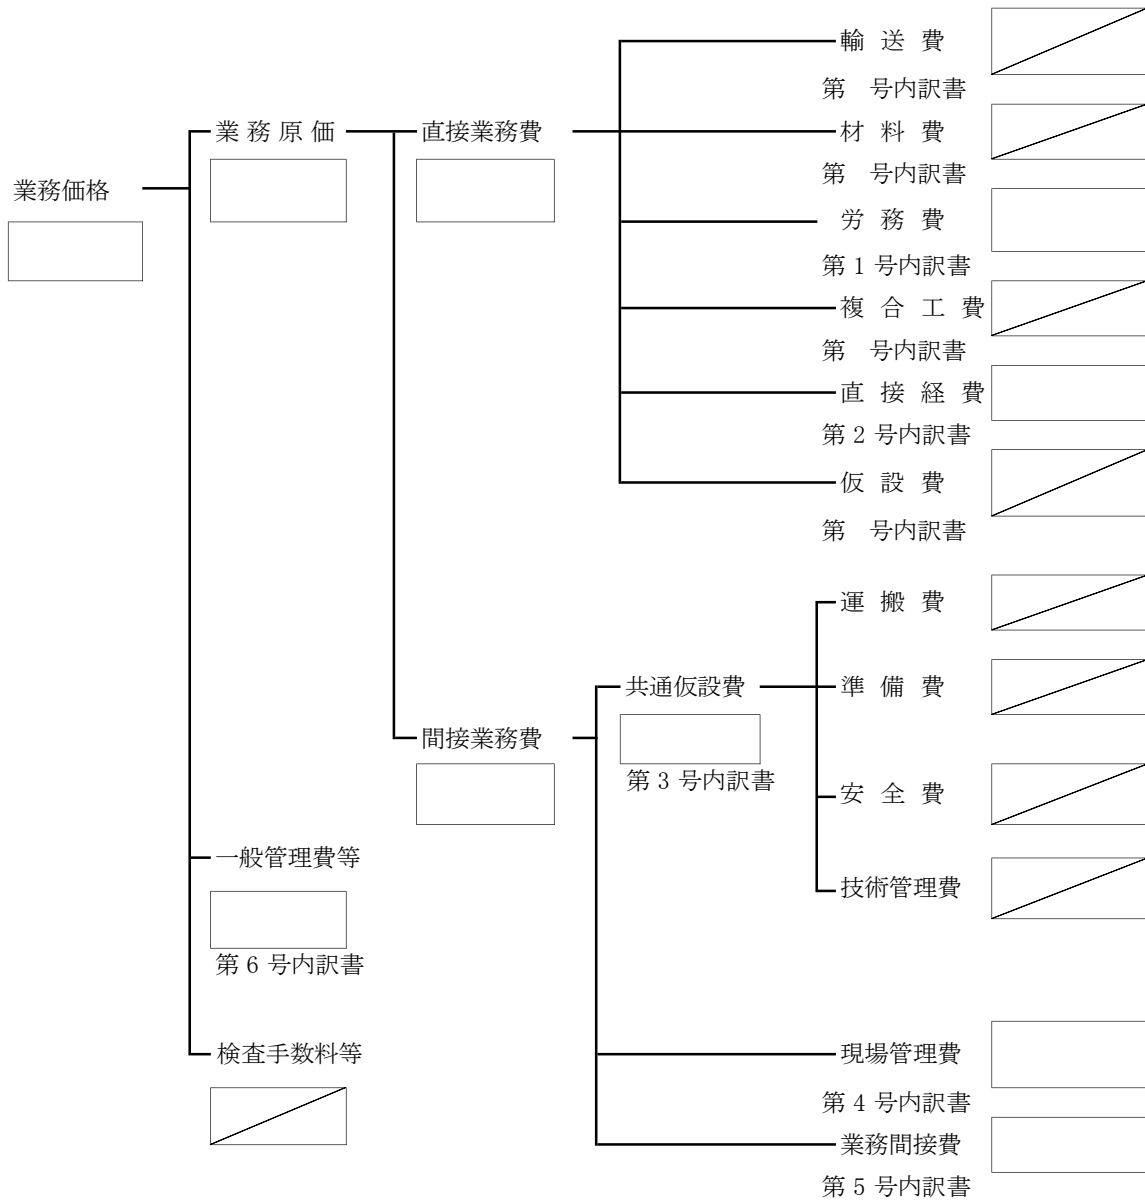 輸 送 費
第　号内訳書
業 務 原 価
直接業務費
材 料 費
第　号内訳書
業務価格
労 務 費
第 1 号内訳書
複 合 工 費
第　号内訳書
直 接 経 費
第 2 号内訳書
仮 設 費
第　号内訳書
運 搬 費
共通仮設費
準 備 費
間接業務費
第 3 号内訳書
安 全 費
一般管理費等
技術管理費
第 6 号内訳書
検査手数料等
現場管理費
第 4 号内訳書
業務間接費
第 5 号内訳書